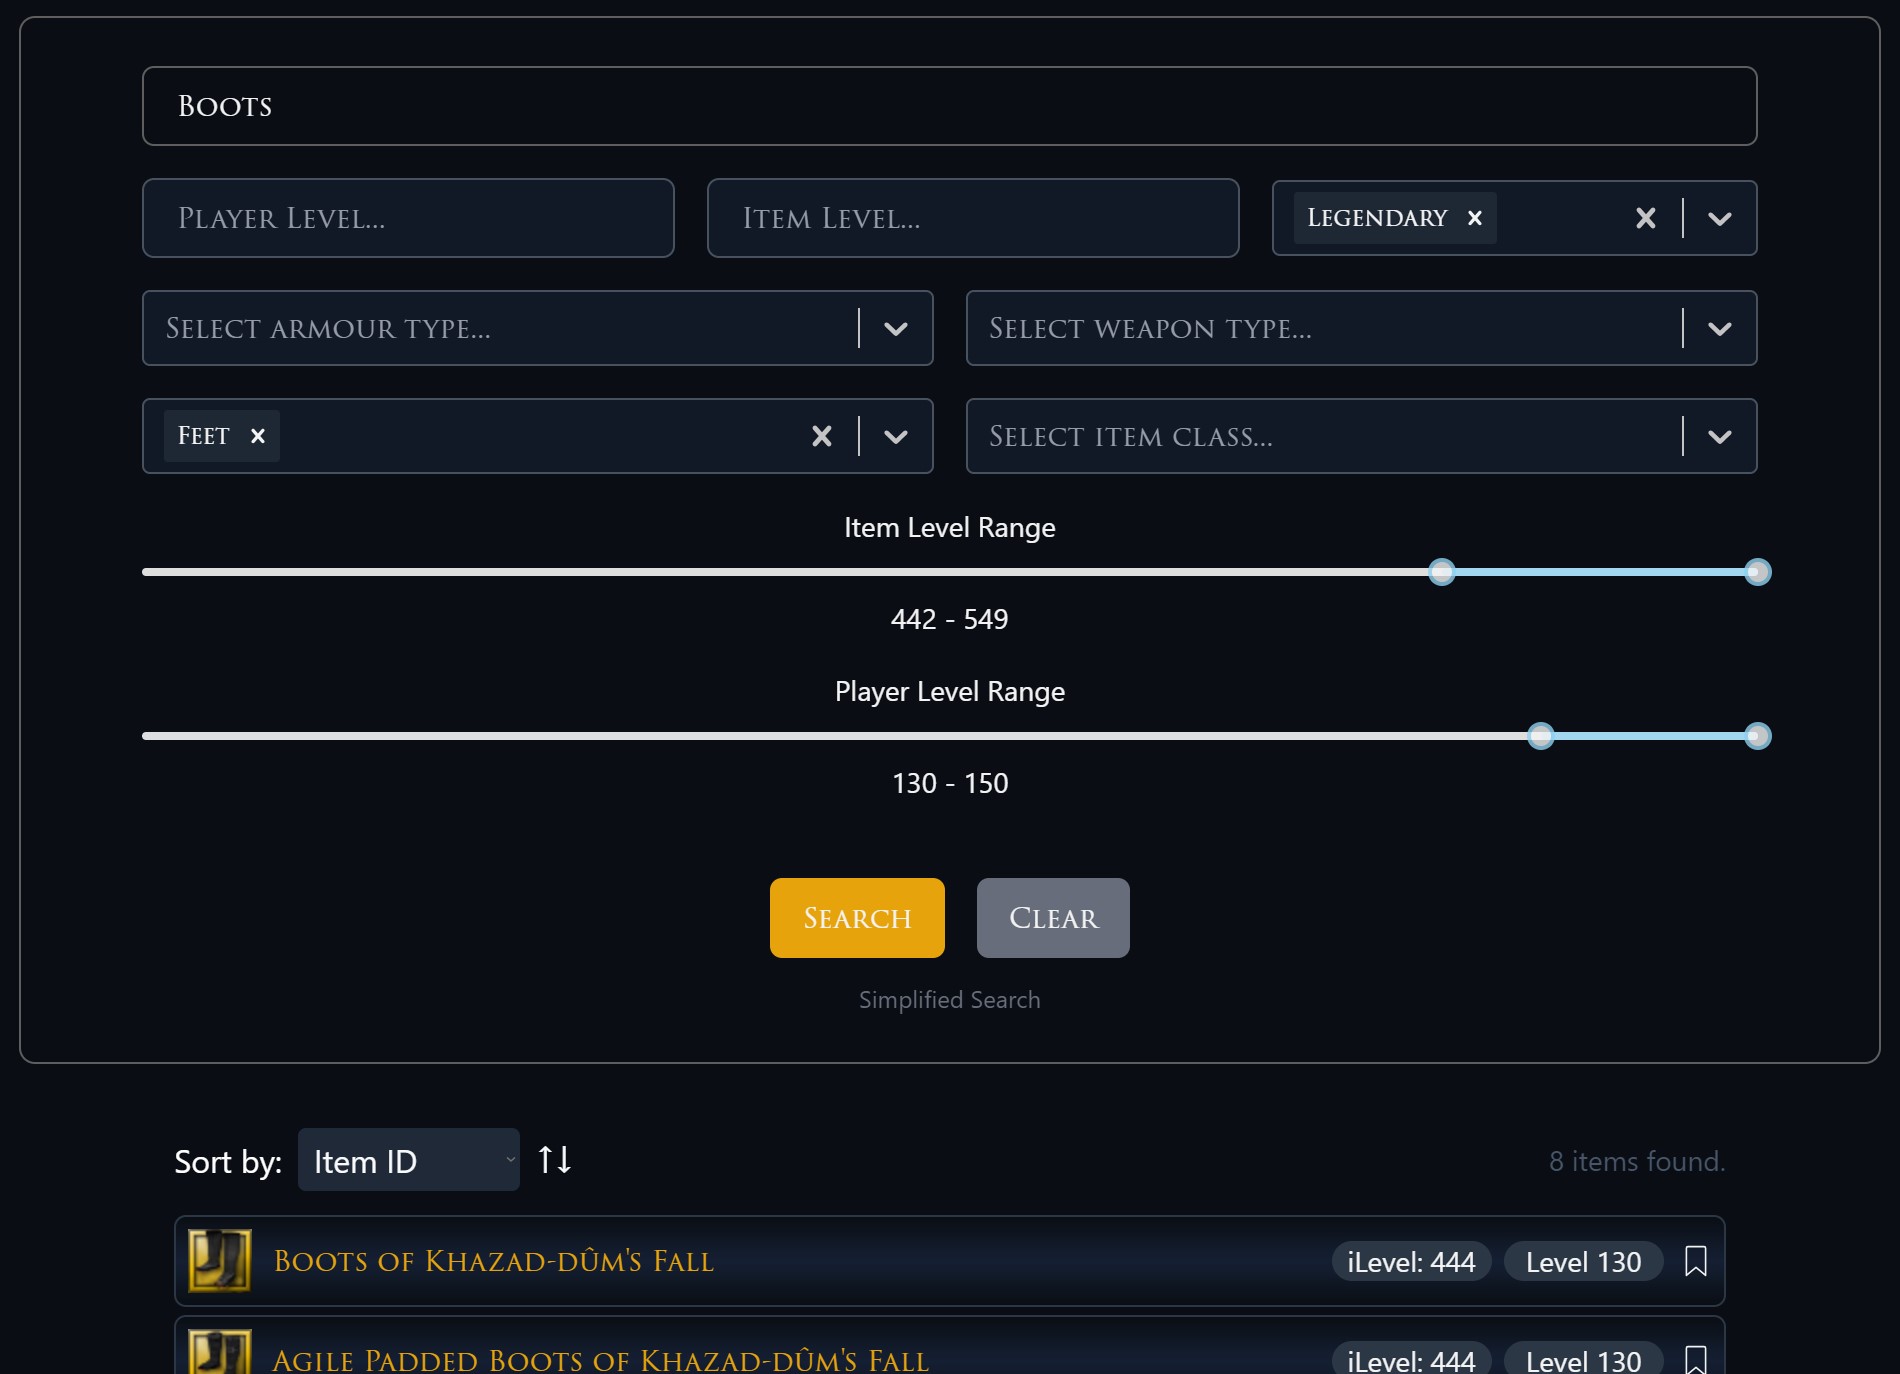 Boots
Player Level...
Item Level...
Legendary
Select armour type...
Select weapon type...
Feet
Select item class...
Item Level Range
442 - 549
Player Level Range
130 - 150
Search
Clear
Simplified Search
Sort by: Item ID
8 items found.
Boots of Khazad-dûm's Fall
iLevel: 444
Level 130
Agile Padded Boots of Khazad-dûm's Fall
iLevel: 444
Level 130